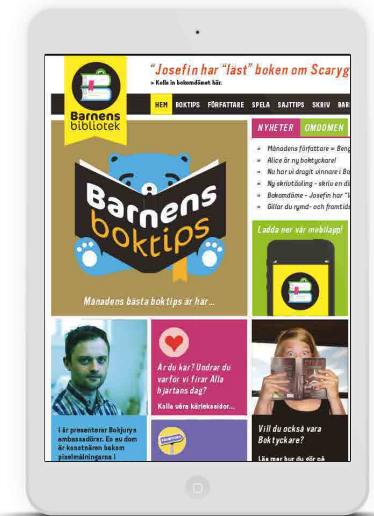 "Josefin har "läst" boken om Scaryg
» Kolla in bokomdömet här.
Barnens
bibliotek
HEM BOKTIPS FÖRFATTARE SPELA SAJTTIPS SKRIV BAR
NYHETER OMDÖMEN
» Månadens författare = Beng
» Alice är ny boktyckare!
» Nu har vi dragit vinnare i Bo
» Ny skrivtävling - skriv en di
» Bokomdöme - Josefin har "l
» Gillar du rymd- och framtids
Barnens
boktips
Månadens bästa boktips är här...
Ladda ner vår mobilapp!
Är du kär? Undrar du
varför vi firar Alla
hjärtans dag?
Kolla våra kärlekssidor...
I år presenterar Bokjuryn
ambassadörer. En av dom
är konstnären bakom
pixelmålningarna i
Vill du också vara
Boktyckare?
Läs mer hur du gör på